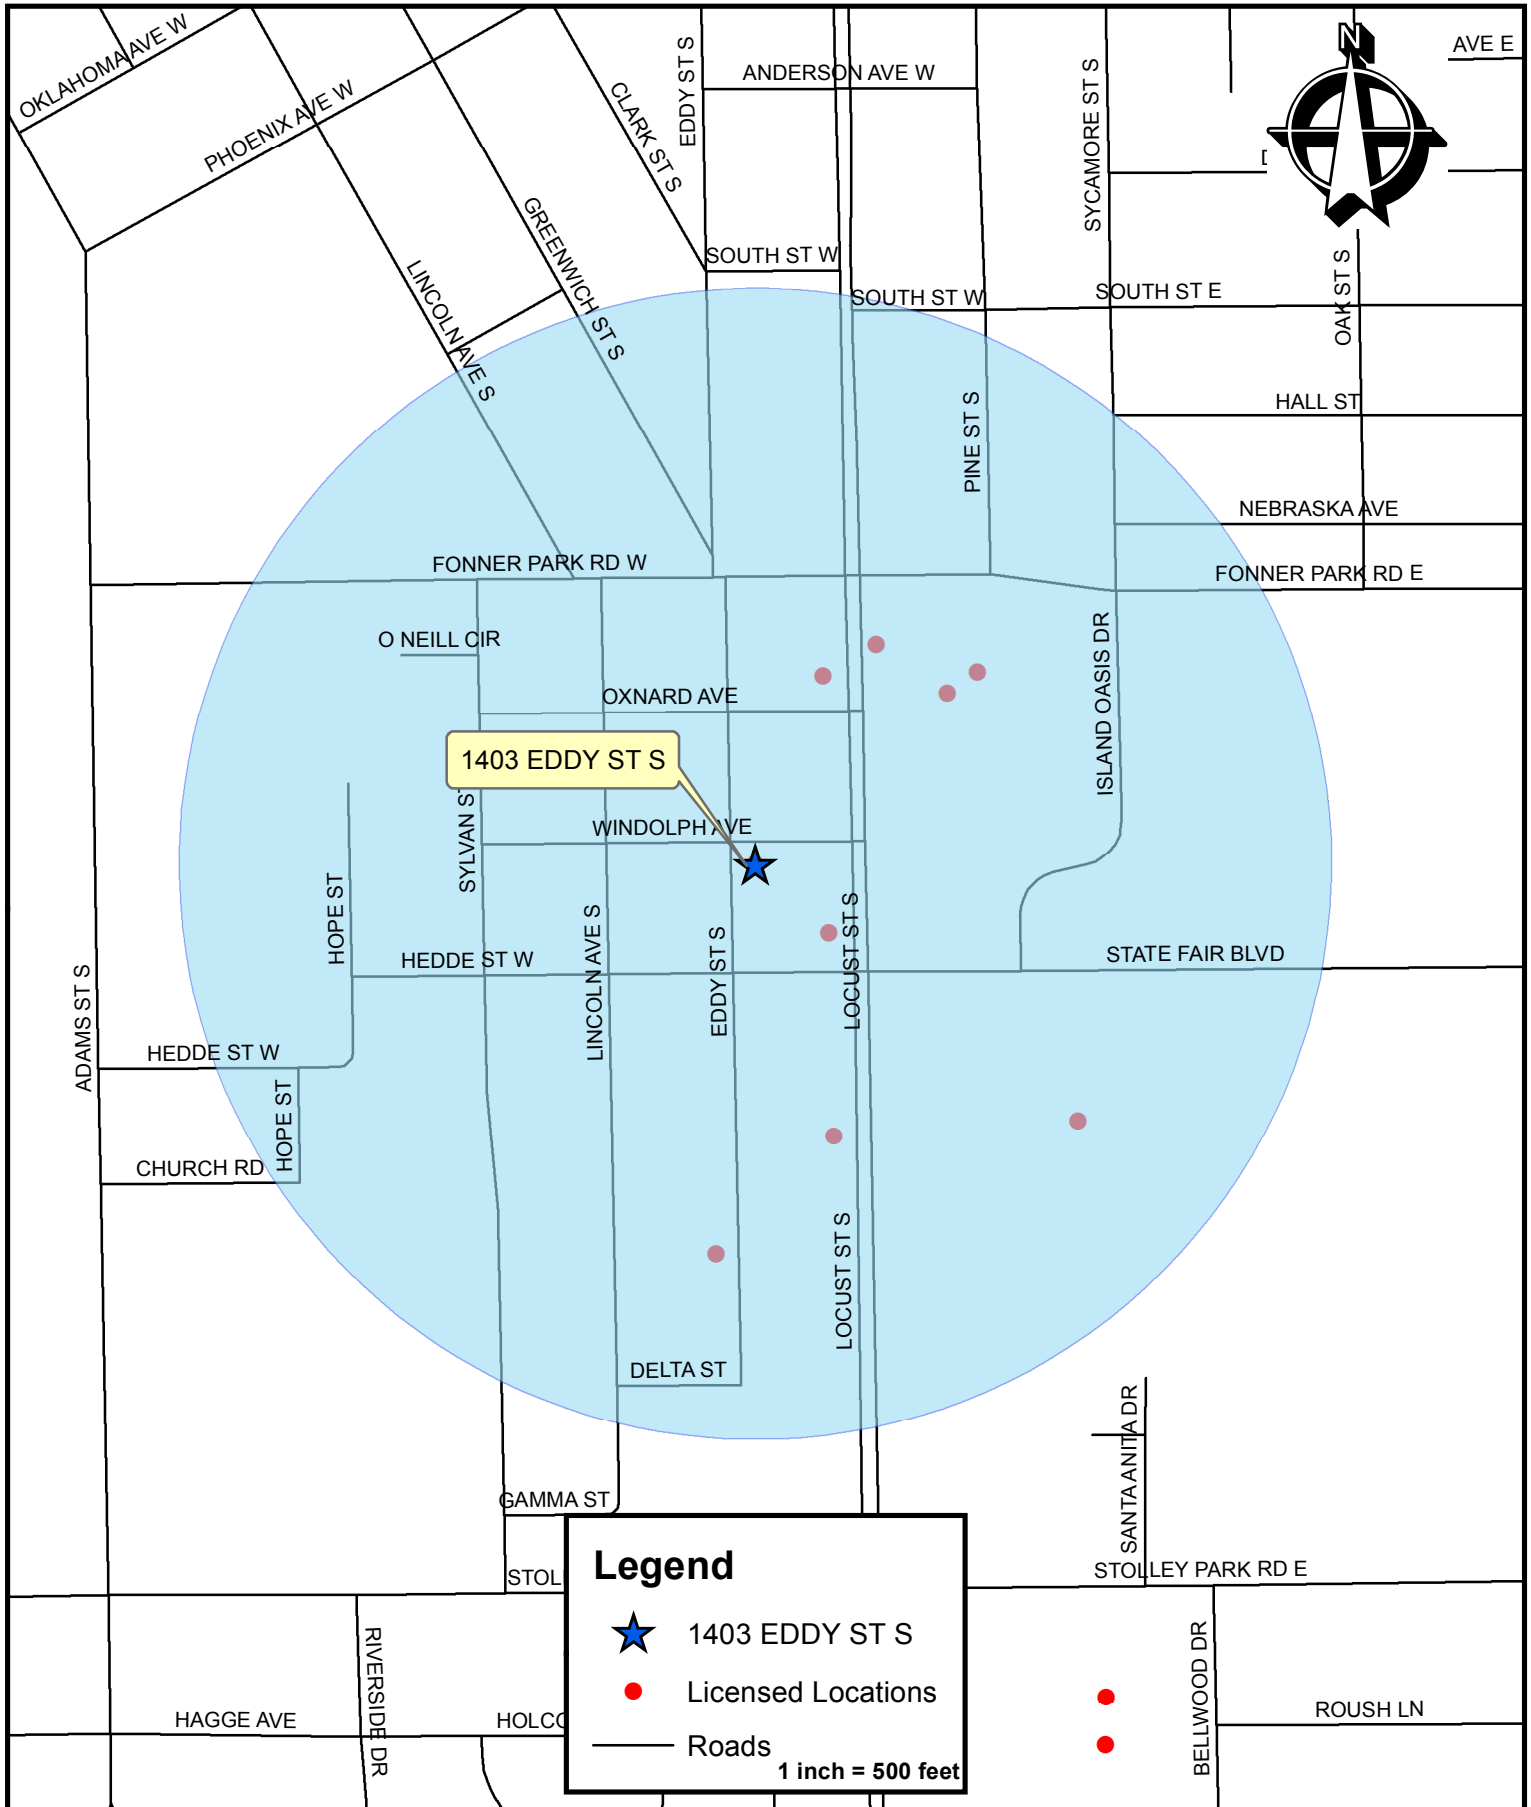 OKLAHOMA AVE W
PHOENIX AVE W
CLARK ST S
EDDY ST S
ANDERSON AVE W
SYCAMORE ST S
N
AVE E
GREENWICH ST S
LINCOLN AVE S
SOUTH ST W
SOUTH ST W
SOUTH ST E
OAK ST S
HALL ST
PINE ST S
NEBRASKA AVE
FONNER PARK RD W
FONNER PARK RD E
O NEILL CIR
OXNARD AVE
ISLAND OASIS DR
1403 EDDY ST S
WINDOLPH AVE
SYLVAN ST
HOPE ST
HEDDE ST W
LINCOLN AVE S
EDDY ST S
LOCUST ST S
STATE FAIR BLVD
ADAMS ST S
HEDDE ST W
HOPE ST
CHURCH RD
LOCUST ST S
DELTA ST
SANTA ANITA DR
GAMMA ST
STOL
STOLLEY PARK RD E
RIVERSIDE DR
BELLWOOD DR
HAGGE AVE
HOLCO
ROUSH LN
Legend
1403 EDDY ST S
Licensed Locations
Roads
1 inch = 500 feet